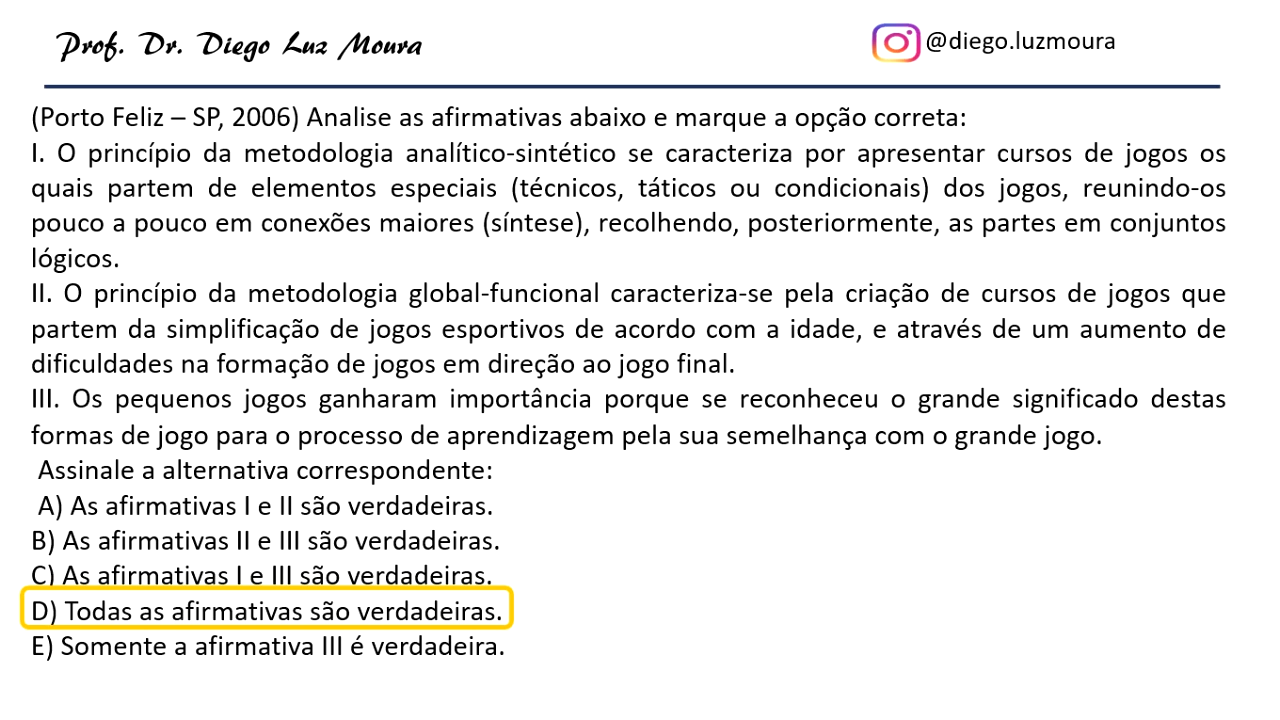 Prof. Dr. Diego Luz Moura
@diego.luzmoura
(Porto Feliz – SP, 2006) Analise as afirmativas abaixo e marque a opção correta:
I. O princípio da metodologia analítico-sintético se caracteriza por apresentar cursos de jogos os
quais partem de elementos especiais (técnicos, táticos ou condicionais) dos jogos, reunindo-os
pouco a pouco em conexões maiores (síntese), recolhendo, posteriormente, as partes em conjuntos
lógicos.
II. O princípio da metodologia global-funcional caracteriza-se pela criação de cursos de jogos que
partem da simplificação de jogos esportivos de acordo com a idade, e através de um aumento de
dificuldades na formação de jogos em direção ao jogo final.
III. Os pequenos jogos ganharam importância porque se reconheceu o grande significado destas
formas de jogo para o processo de aprendizagem pela sua semelhança com o grande jogo.
Assinale a alternativa correspondente:
A) As afirmativas I e II são verdadeiras.
B) As afirmativas II e III são verdadeiras.
C) As afirmativas I e III são verdadeiras.
D) Todas as afirmativas são verdadeiras.
E) Somente a afirmativa III é verdadeira.